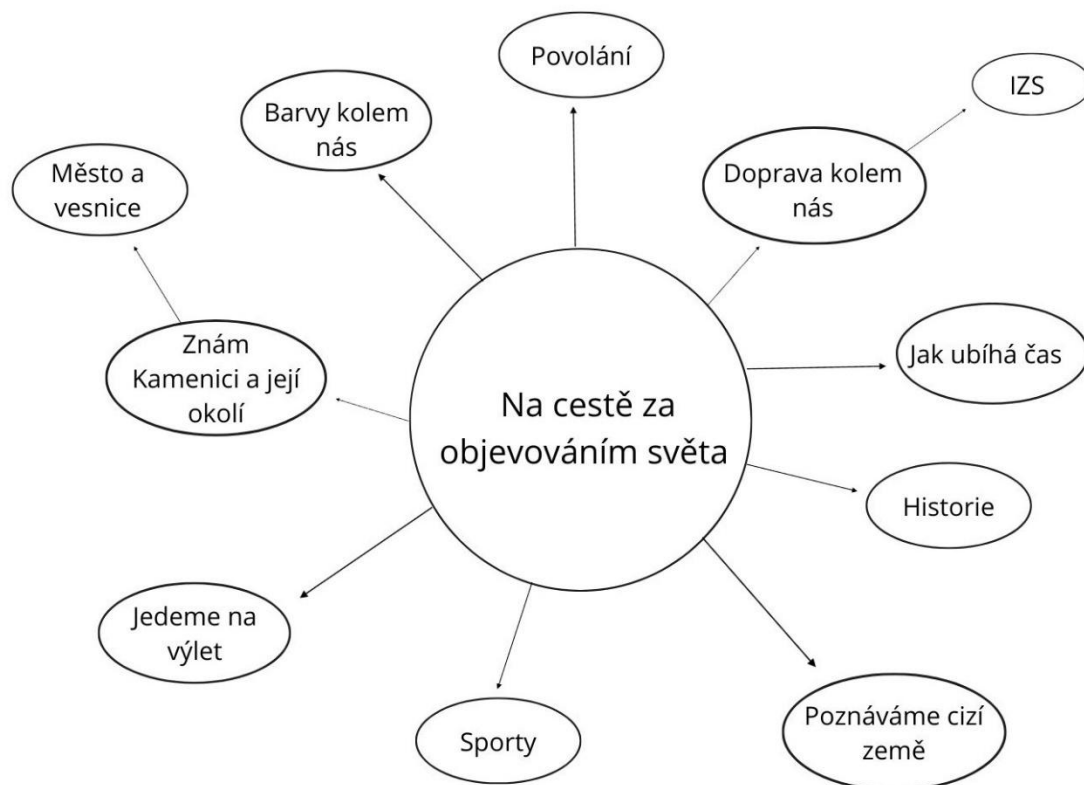 Povolání
IZS
Barvy kolem
nás
Doprava kolem
nás
Město a
vesnice
Znám
Kamenici a její
okolí
Jak ubíhá čas
Na cestě za
objevováním světa
Historie
Jedeme na
výlet
Sporty
Poznáváme cizí
země